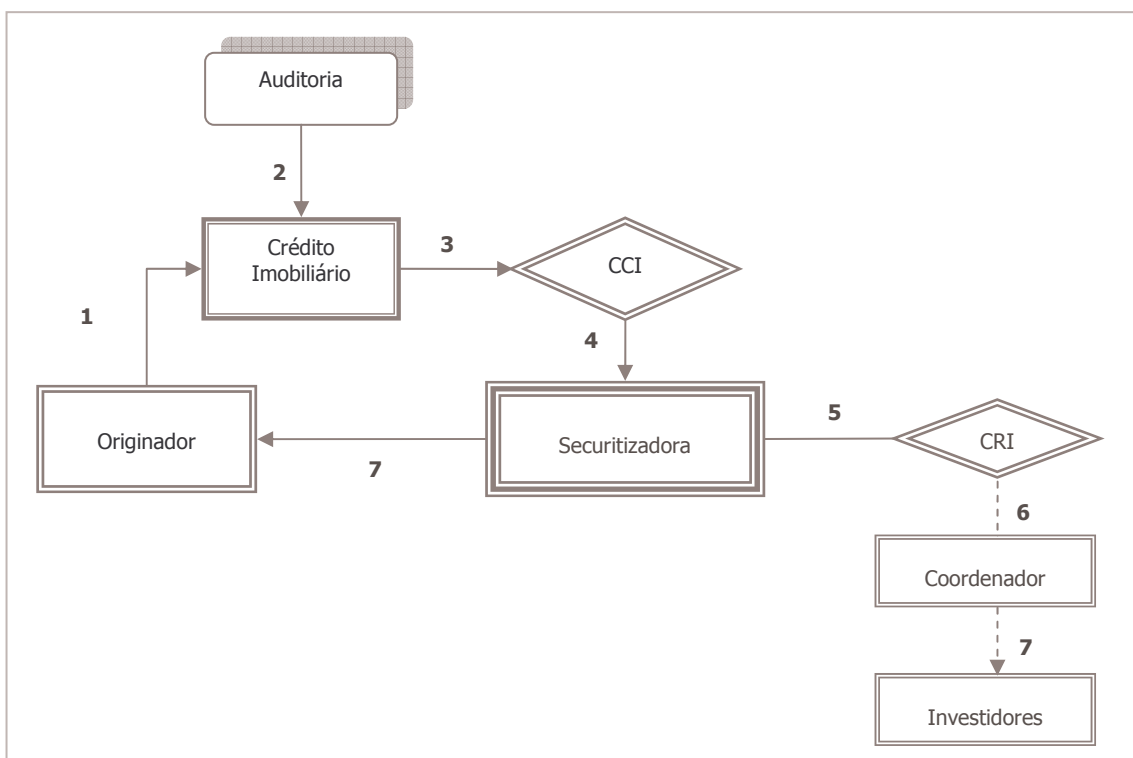 Auditoria
2
Crédito
Imobiliário
3
CCI
1
4
Originador
7
Securitizadora
5
CRI
6
Coordenador
7
Investidores